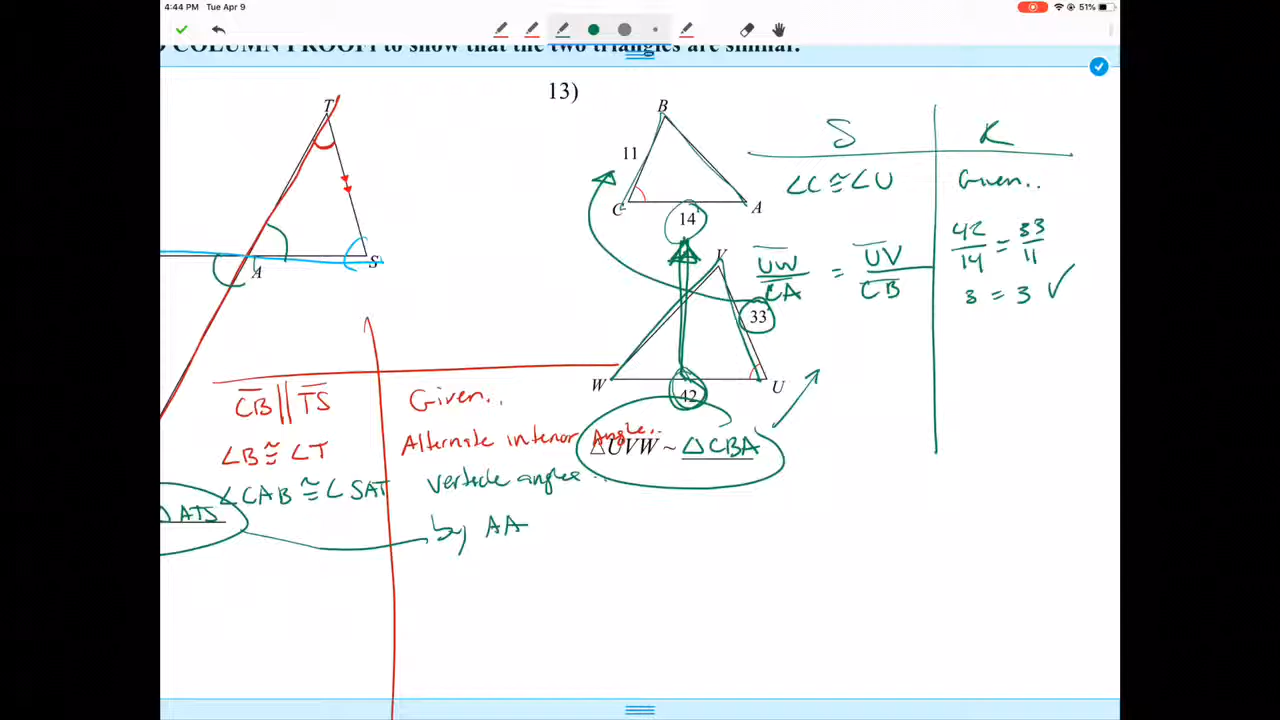 4:44 PM Tue Apr 9
51%
COLUMN PROOF) to show that the two triangles are similar.
T
A
S
CB || TS
Given..
∠B ≅ ∠T
Alternate interior Angle..
∠CAB ≅ ∠SAT
verticle angles ..
ATS
by AA
13)
B
11
C
A
14
V
33
W
U
42
△UVW ~ △CBA
S
R
∠C ≅ ∠U
Given..
UW/CA = UV/CB
42/14 = 33/11
3 = 3 ✓